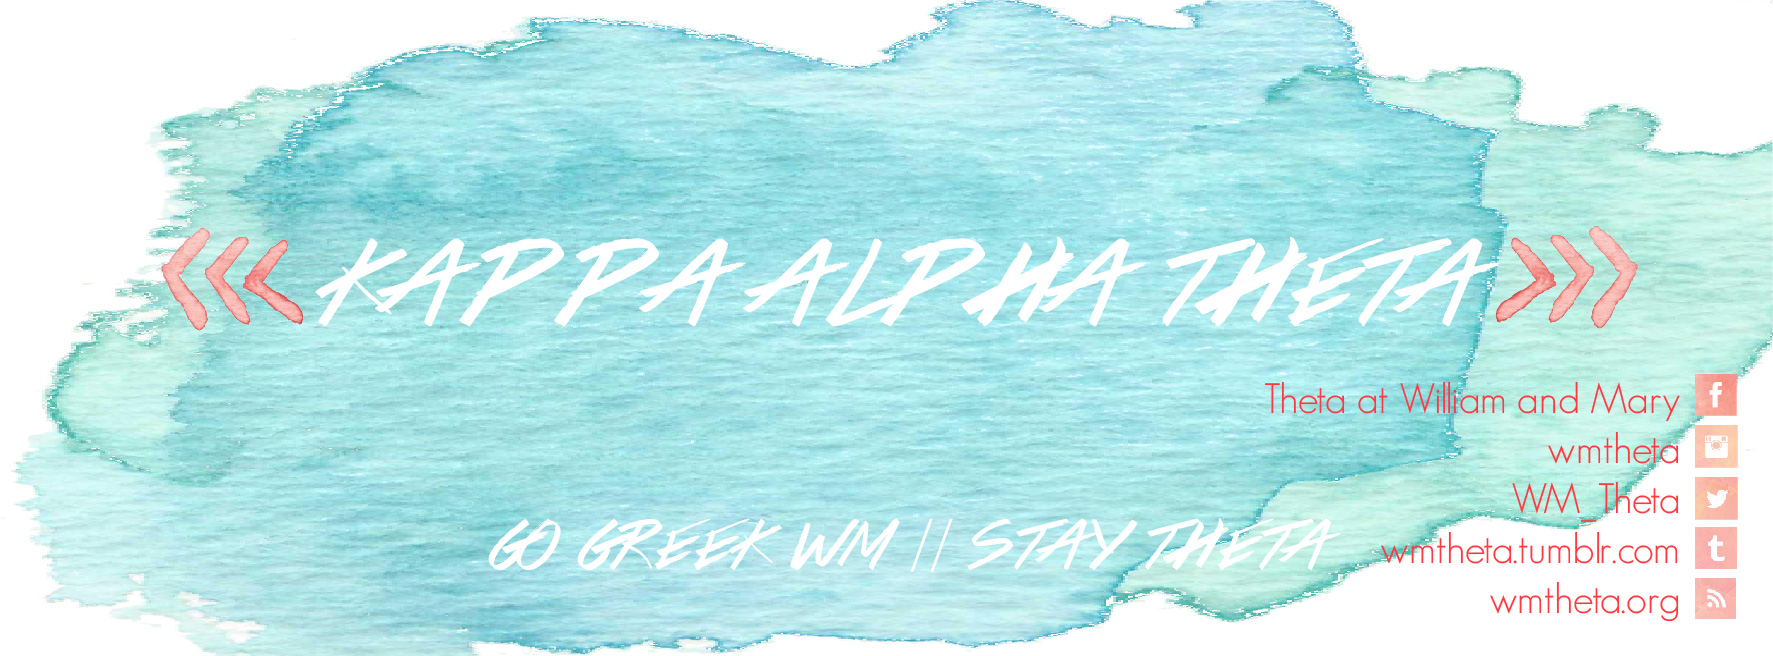 KAPPA ALPHA THETA
Theta at William and Mary
wmtheta
WM_Theta
wmtheta.tumblr.com
wmtheta.org
GO GREEK WM // STAY THETA